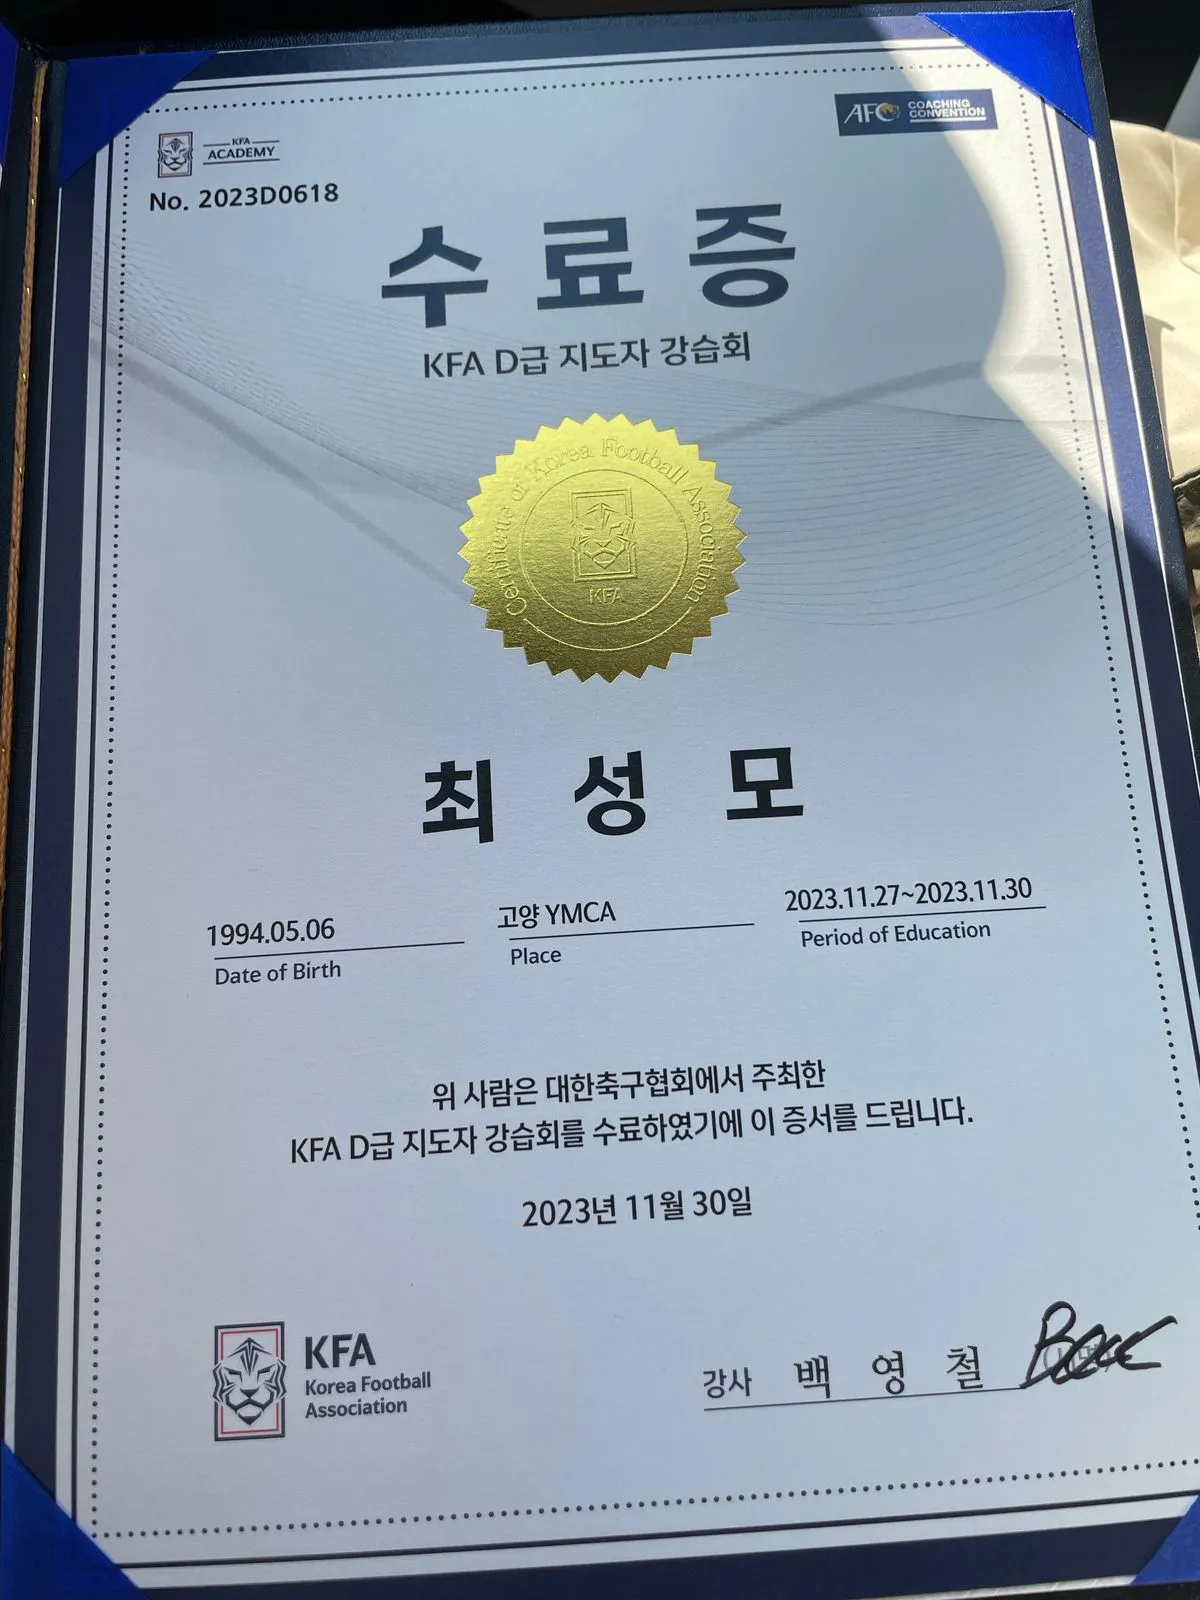 KFA
ACADEMY
AFC COACHING
CONVENTION
No. 2023D0618
수료증
KFA D급 지도자 강습회
Certificate of Korea Football Association
KFA
최성모
1994.05.06
Date of Birth
고양 YMCA
Place
2023.11.27~2023.11.30
Period of Education
위 사람은 대한축구협회에서 주최한
KFA D급 지도자 강습회를 수료하였기에 이 증서를 드립니다.
2023년 11월 30일
KFA
Korea Football
Association
강사 백영철